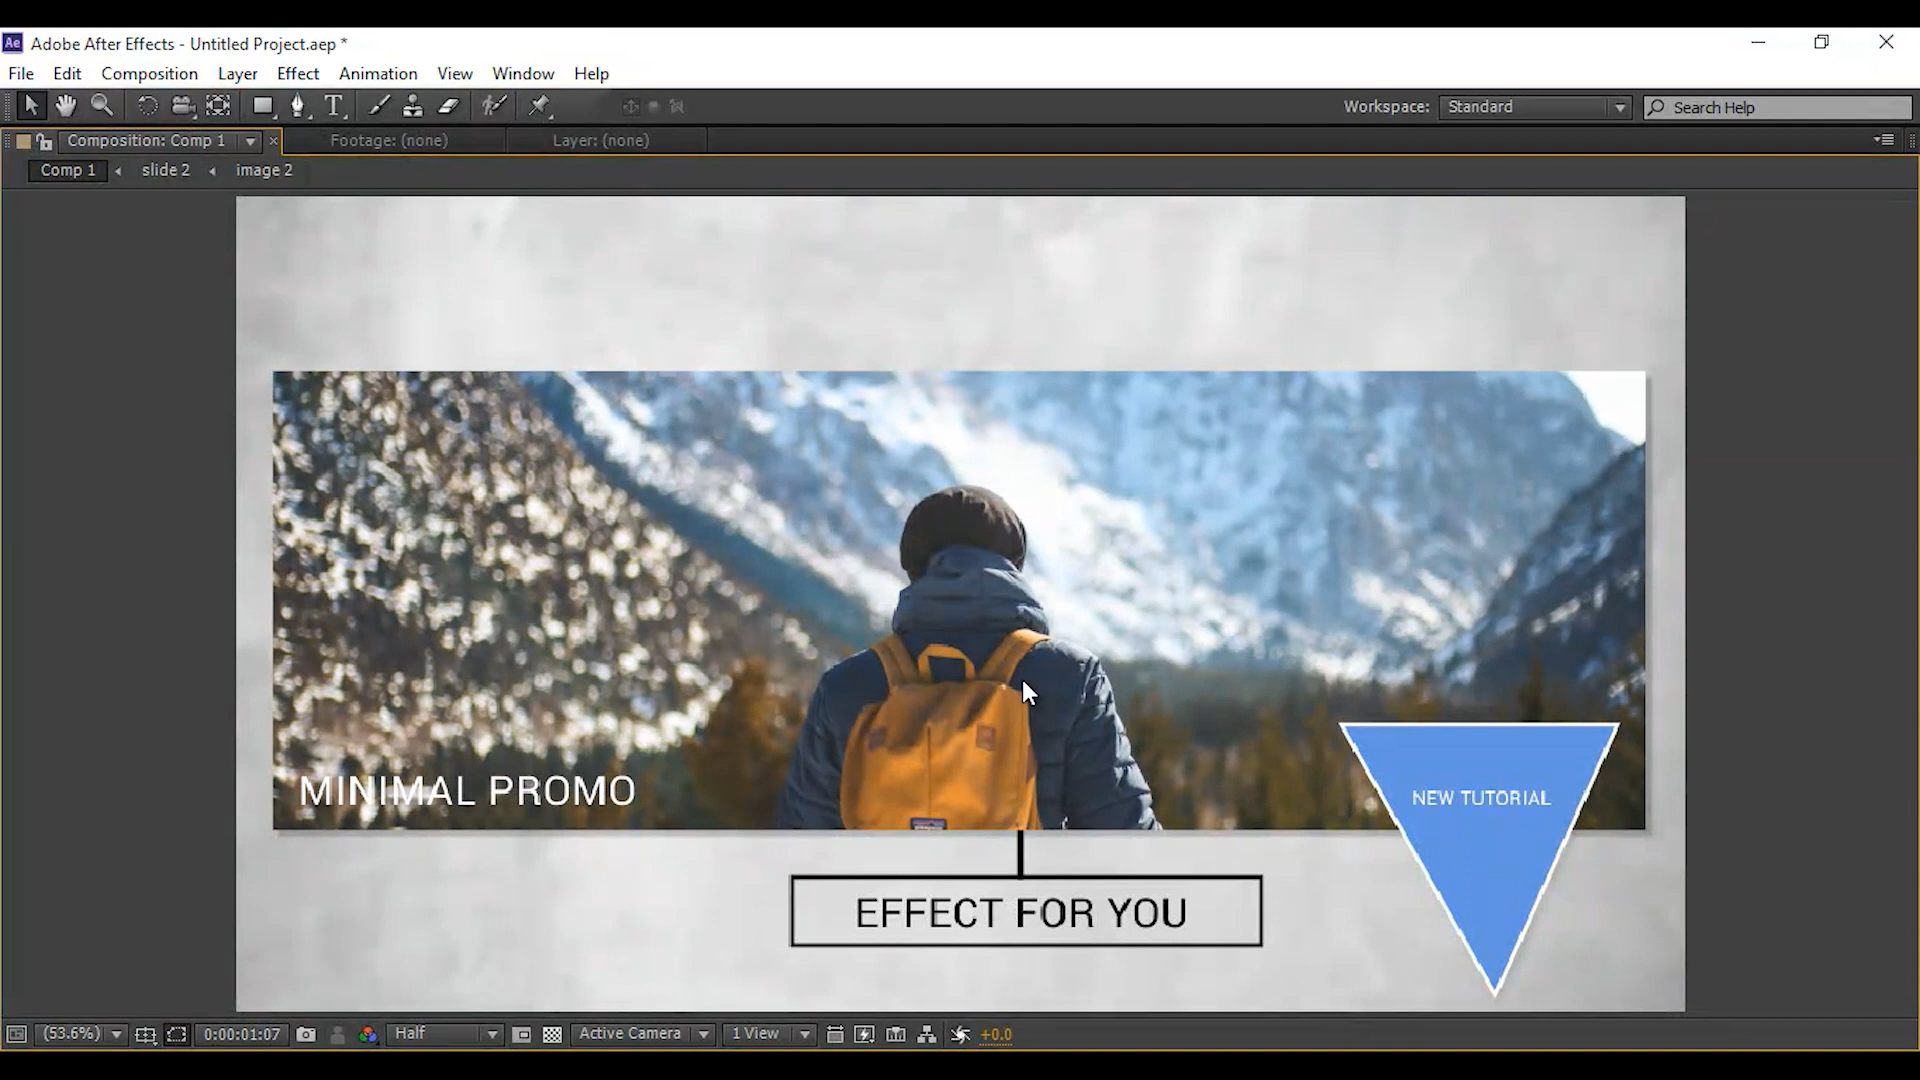 Ae Adobe After Effects - Untitled Project.aep *
File Edit Composition Layer Effect Animation View Window Help
T Workspace: Standard Search Help
Composition: Comp 1 Footage: (none) Layer: (none)
Comp 1 slide 2 image 2
MINIMAL PROMO
NEW TUTORIAL
EFFECT FOR YOU
(53.6%) 0:00:01:07 Half Active Camera 1 View +0.0